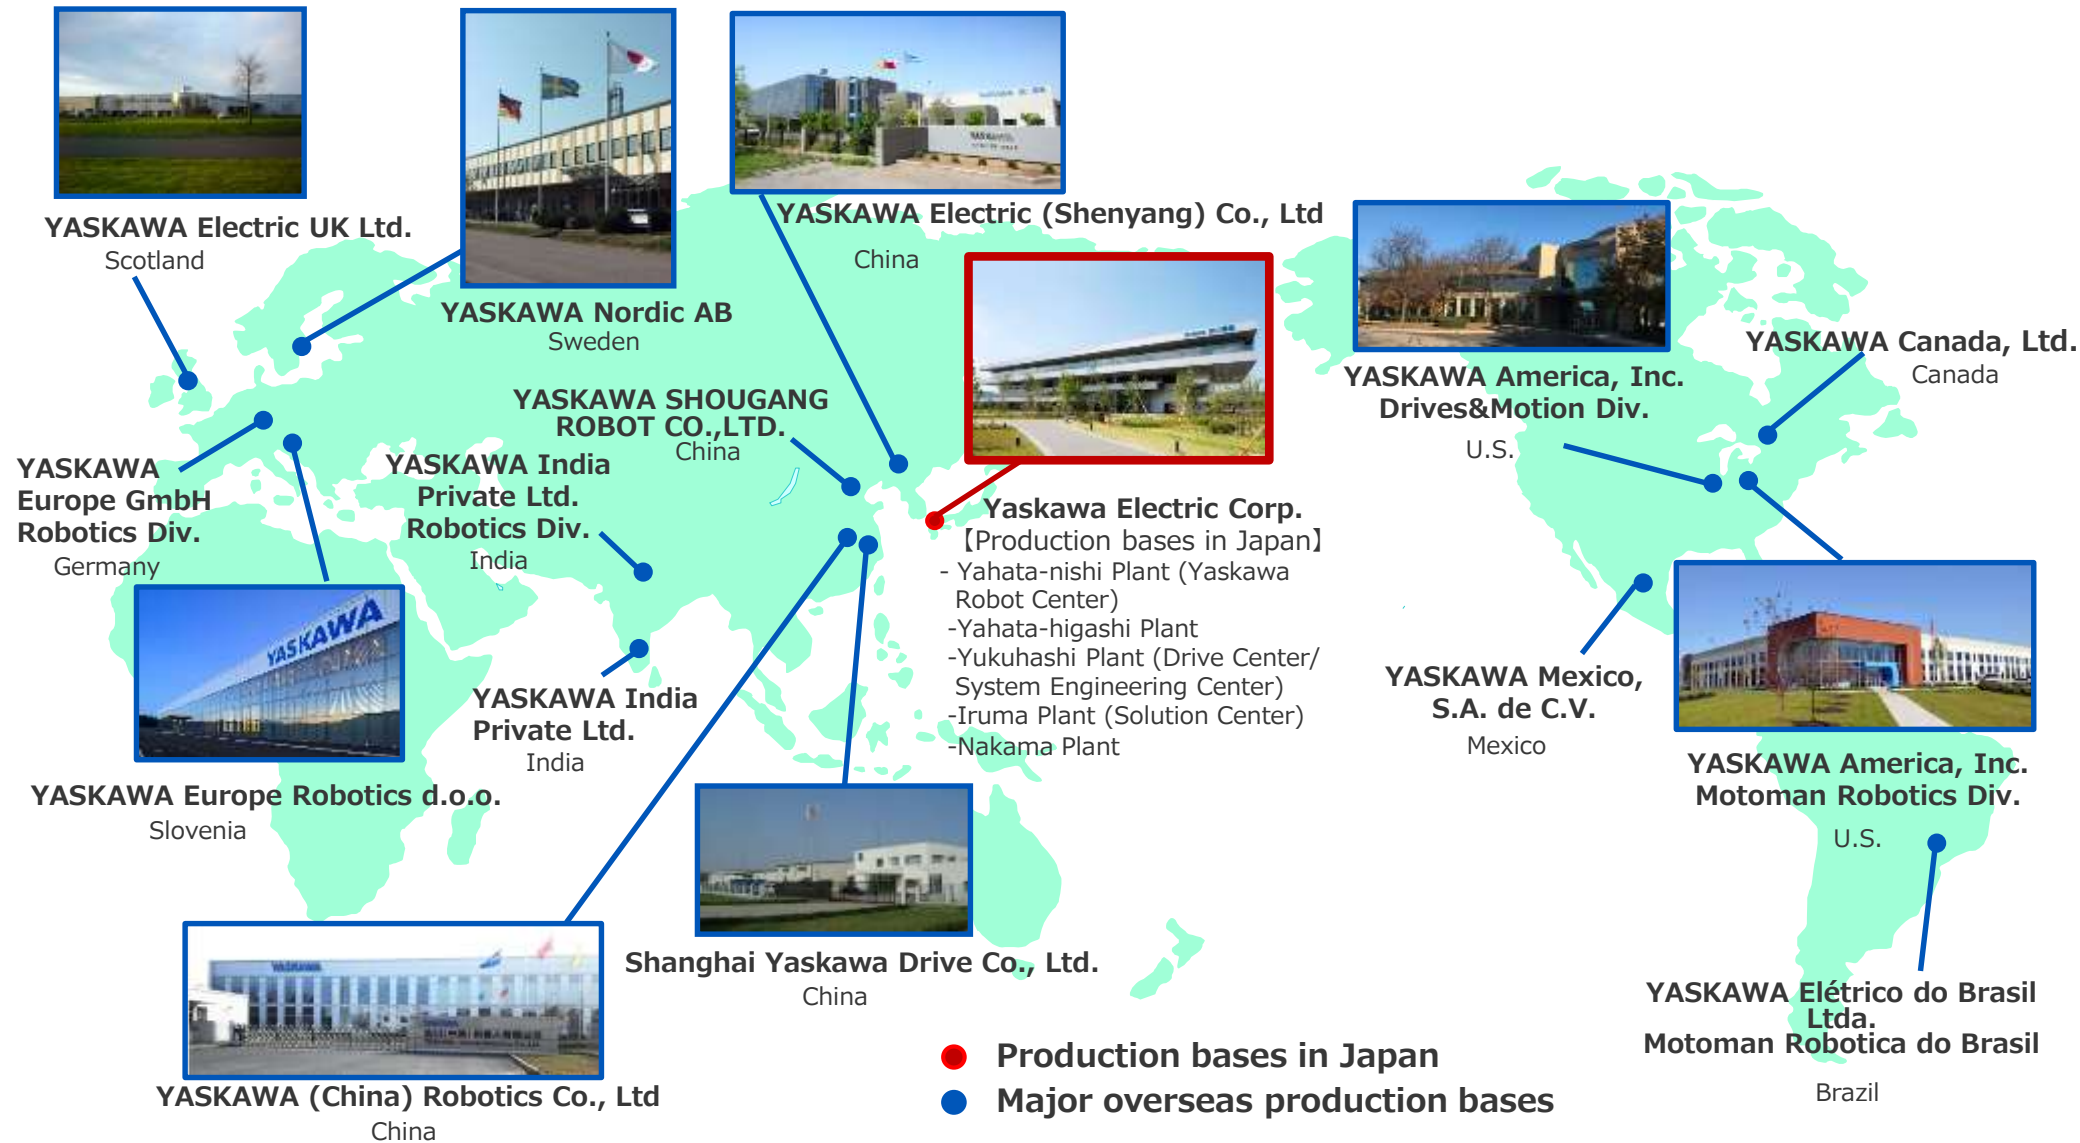 YASKAWA Electric UK Ltd.
Scotland
YASKAWA Nordic AB
Sweden
YASKAWA Electric (Shenyang) Co., Ltd
China
YASKAWA SHOUGANG
ROBOT CO.,LTD.
China
YASKAWA
Europe GmbH
Robotics Div.
Germany
YASKAWA India
Private Ltd.
Robotics Div.
India
YASKAWA India
Private Ltd.
India
YASKAWA
YASKAWA Europe Robotics d.o.o.
Slovenia
Yaskawa Electric Corp.
【Production bases in Japan】
- Yahata-nishi Plant (Yaskawa
Robot Center)
-Yahata-higashi Plant
-Yukuhashi Plant (Drive Center/
System Engineering Center)
-Iruma Plant (Solution Center)
-Nakama Plant
YASKAWA America, Inc.
Drives&Motion Div.
U.S.
YASKAWA Canada, Ltd.
Canada
YASKAWA Mexico,
S.A. de C.V.
Mexico
YASKAWA America, Inc.
Motoman Robotics Div.
U.S.
YASKAWA Elétrico do Brasil
Ltda.
Motoman Robotica do Brasil
Brazil
Shanghai Yaskawa Drive Co., Ltd.
China
YASKAWA
YASKAWA (China) Robotics Co., Ltd
China
Production bases in Japan
Major overseas production bases